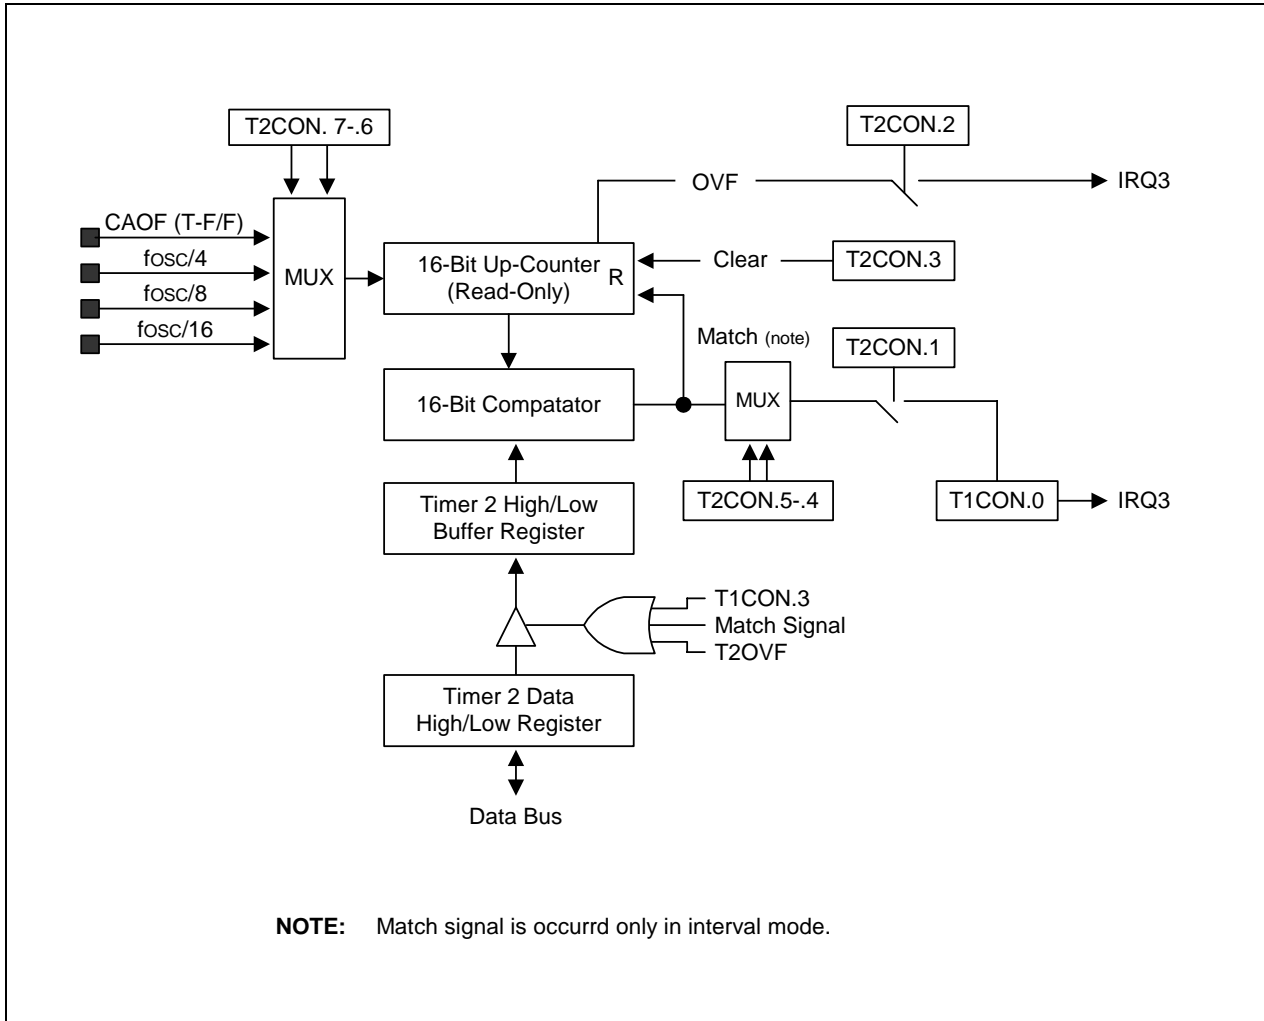 T2CON. 7-.6
T2CON.2
OVF
IRQ3
CAOF (T-F/F)
fOSC/4
fOSC/8
fOSC/16
MUX
16-Bit Up-Counter
(Read-Only)
R
Clear
T2CON.3
Match (note)
T2CON.1
16-Bit Compatator
MUX
Timer 2 High/Low
Buffer Register
T2CON.5-.4
T1CON.0
IRQ3
T1CON.3
Match Signal
T2OVF
Timer 2 Data
High/Low Register
Data Bus
NOTE: Match signal is occurrd only in interval mode.